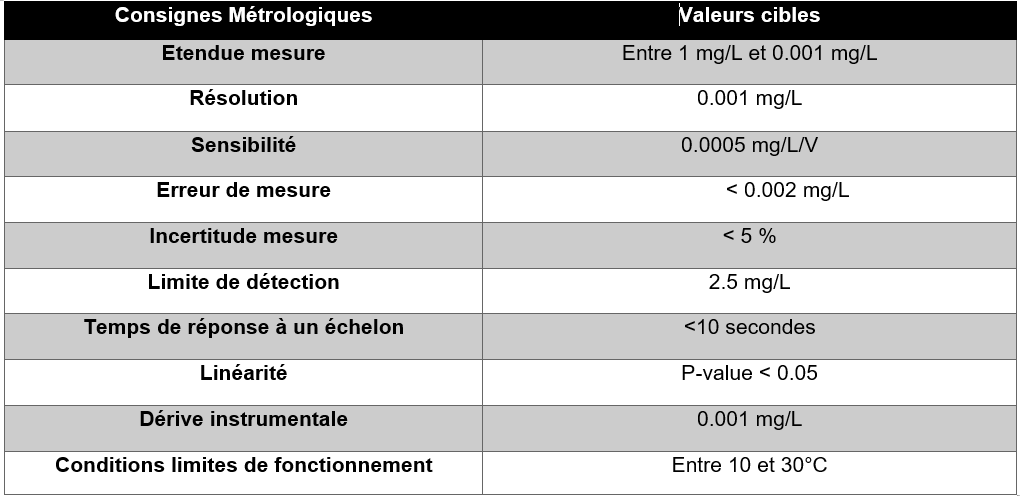 Consignes Métrologiques Valeurs cibles
Etendue mesure Entre 1 mg/L et 0.001 mg/L
Résolution 0.001 mg/L
Sensibilité 0.0005 mg/L/V
Erreur de mesure < 0.002 mg/L
Incertitude mesure < 5 %
Limite de détection 2.5 mg/L
Temps de réponse à un échelon <10 secondes
Linéarité P-value < 0.05
Dérive instrumentale 0.001 mg/L
Conditions limites de fonctionnement Entre 10 et 30°C